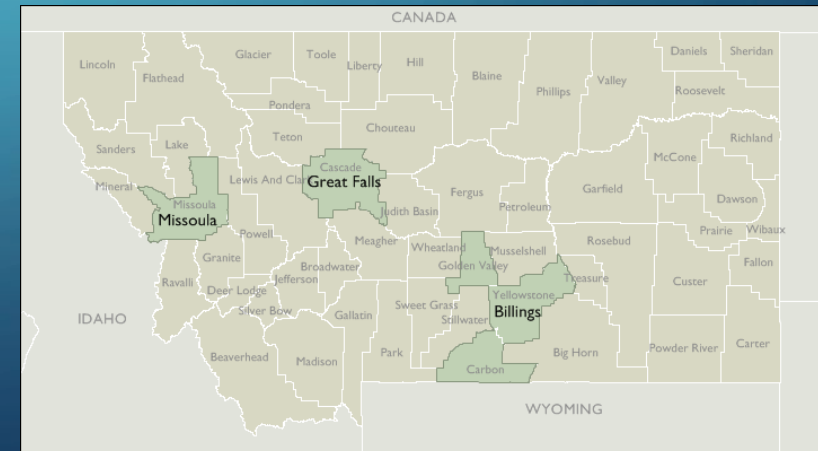 CANADA
Lincoln
Flathead
Glacier
Toole
Liberty
Hill
Blaine
Phillips
Valley
Daniels
Sheridan
Roosevelt
Pondera
Teton
Chouteau
Sanders
Lake
Richland
McCone
Mineral
Missoula
Missoula
Lewis And Clar
Cascade
Great Falls
Judith Basin
Fergus
Petroleum
Garfield
Dawson
Prairie
Wibaux
Powell
Granite
Meagher
Wheatland
Golden Valley
Musselshell
Rosebud
Treasure
Custer
Fallon
Ravalli
Deer Lodge
Jefferson
Broadwater
Silver Bow
Gallatin
Sweet Grass
Stillwater
Yellowstone
Billings
IDAHO
Beaverhead
Madison
Park
Carbon
Big Horn
Powder River
Carter
WYOMING